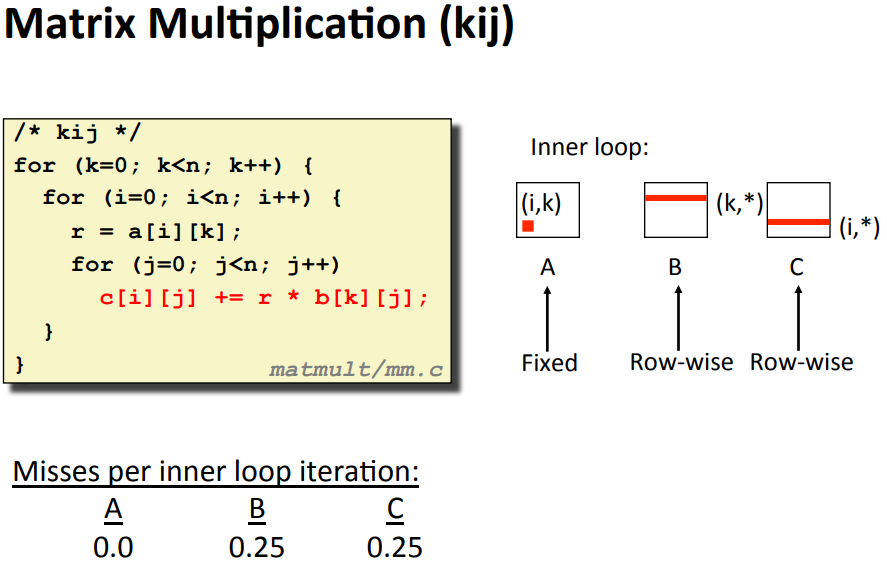 Matrix Multiplication (kij)
/* kij */
for (k=0; k<n; k++) {
  for (i=0; i<n; i++) {
    r = a[i][k];
    for (j=0; j<n; j++)
      c[i][j] += r * b[k][j];
  }
}
matmult/mm.c
Inner loop:
(i,k)
(k,*)
(i,*)
A B C
Fixed Row-wise Row-wise
Misses per inner loop iteration:
A B C
0.0 0.25 0.25